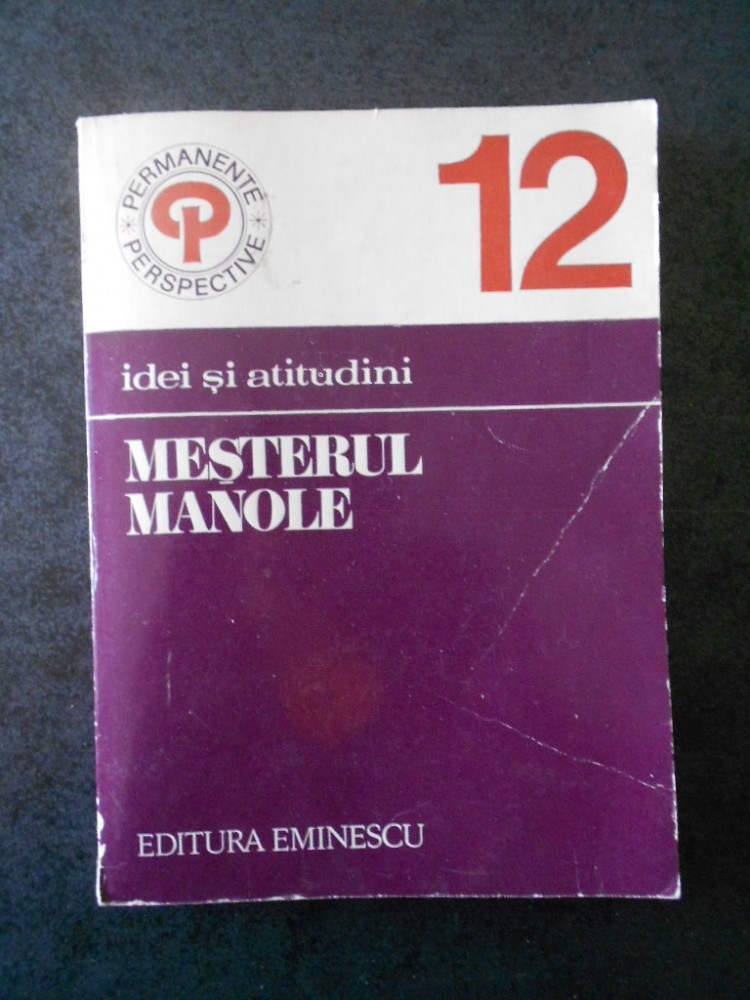 * PERMANENTE *
PERSPECTIVE
12
idei și atitudini
MEȘTERUL
MANOLE
EDITURA EMINESCU